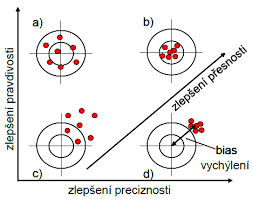 a)
b)
zlepšení pravdivosti
zlepšení přesnosti
bias
vychýlení
c)
d)
zlepšení preciznosti